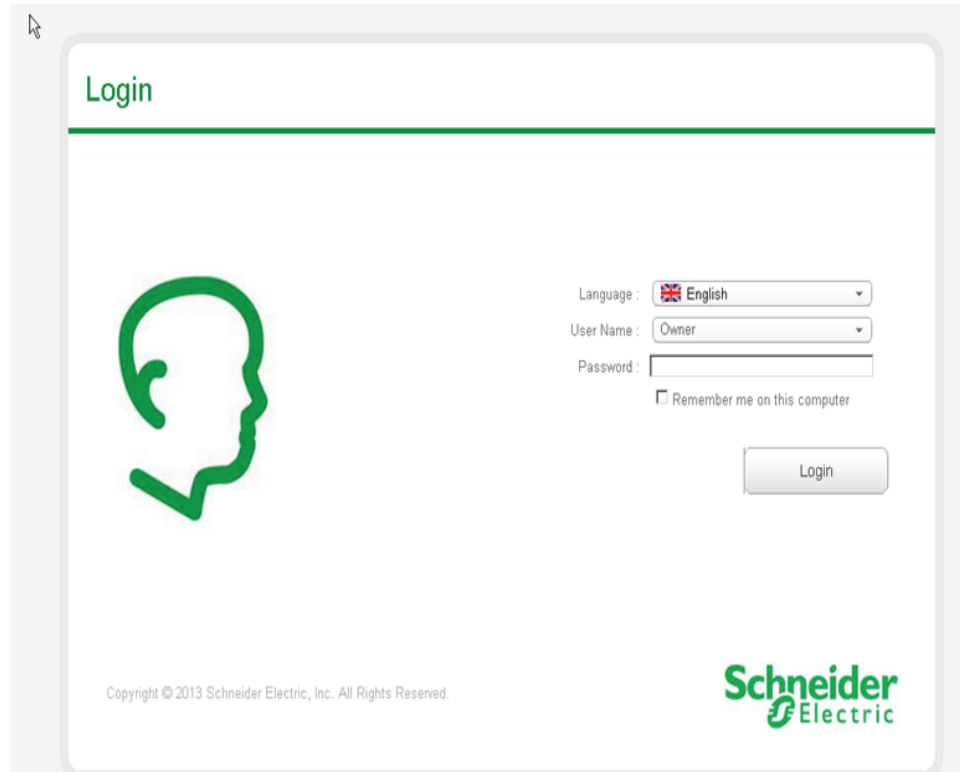 Login
Language : English
User Name : Owner
Password :
Remember me on this computer
Login
Copyright © 2013 Schneider Electric, Inc. All Rights Reserved.
Schneider
Electric